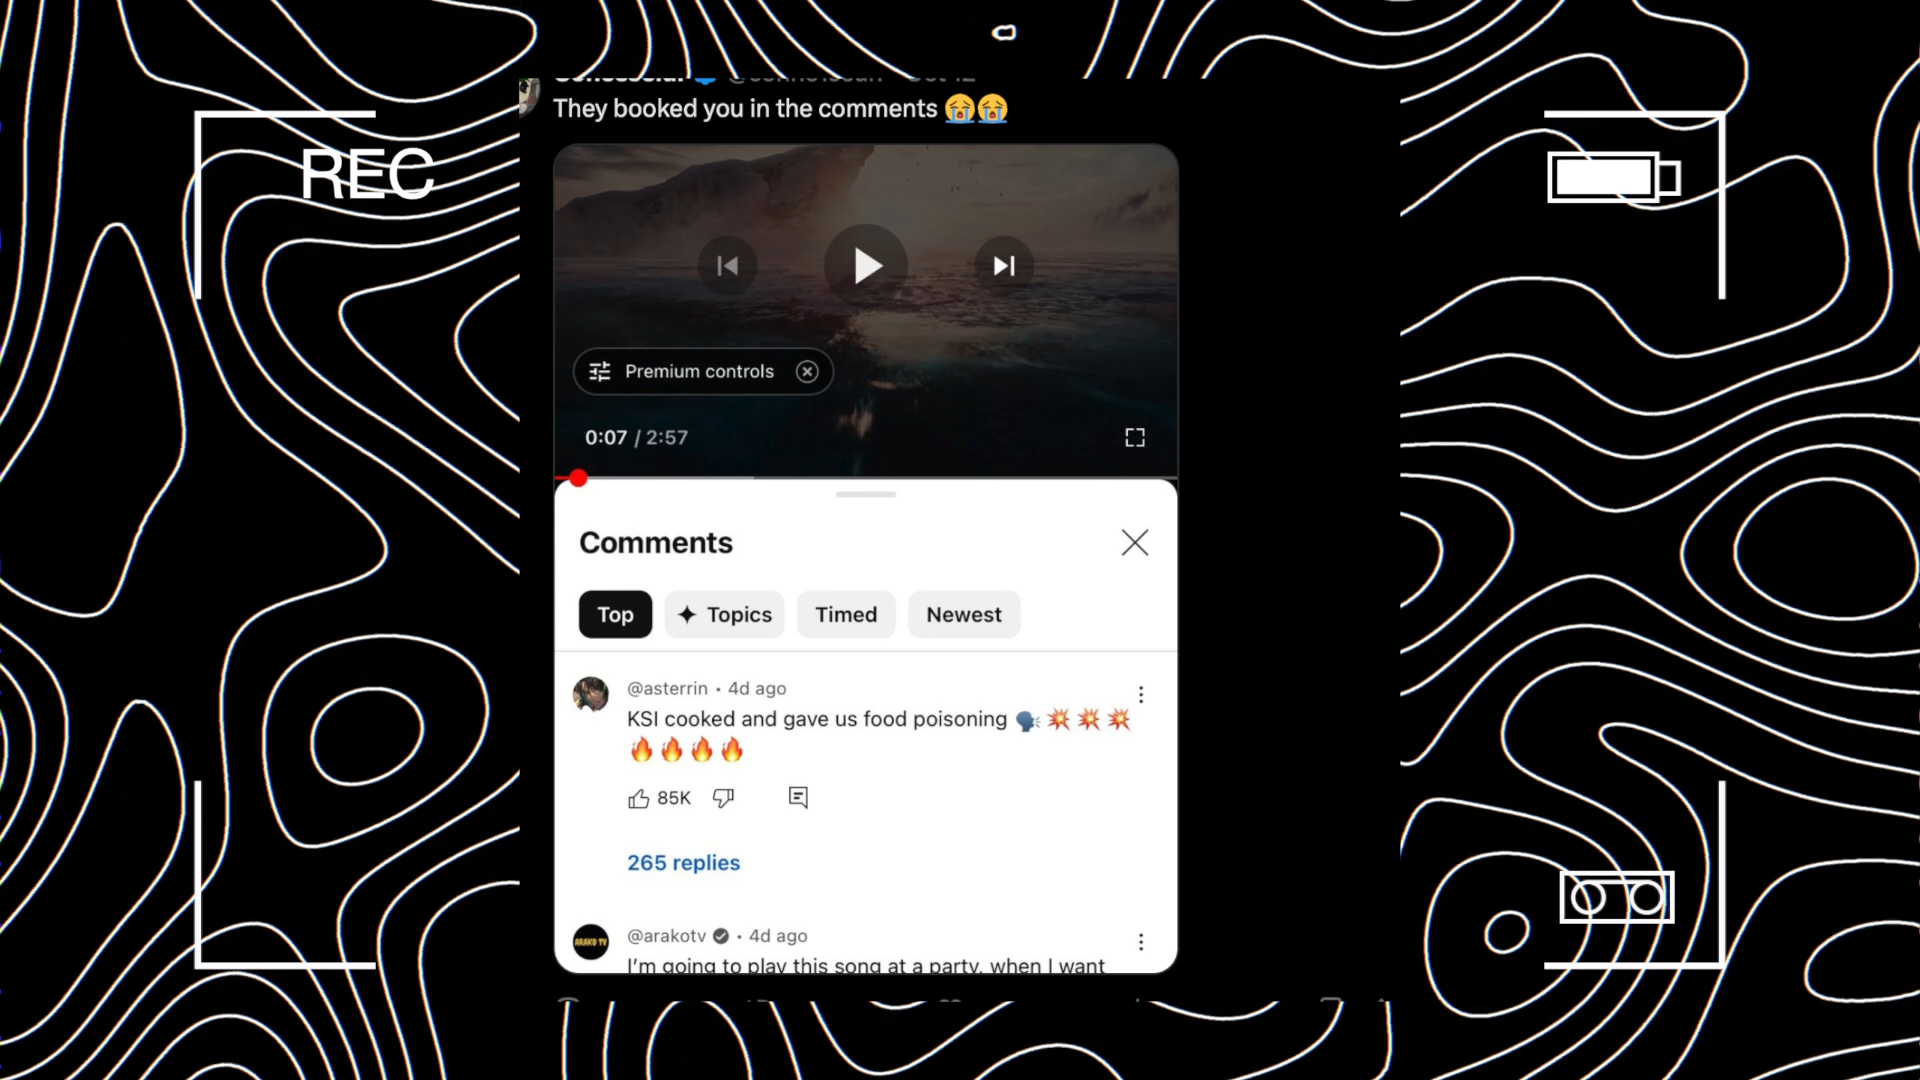 They booked you in the comments 😭😭
REC
Premium controls
0:07 / 2:57
Comments
Top
Topics
Timed
Newest
@asterrin • 4d ago
KSI cooked and gave us food poisoning 🗣️💥💥💥
🔥🔥🔥🔥
85K
265 replies
ARAKO TV
@arakotv • 4d ago
I'm going to play this song at a party, when I want